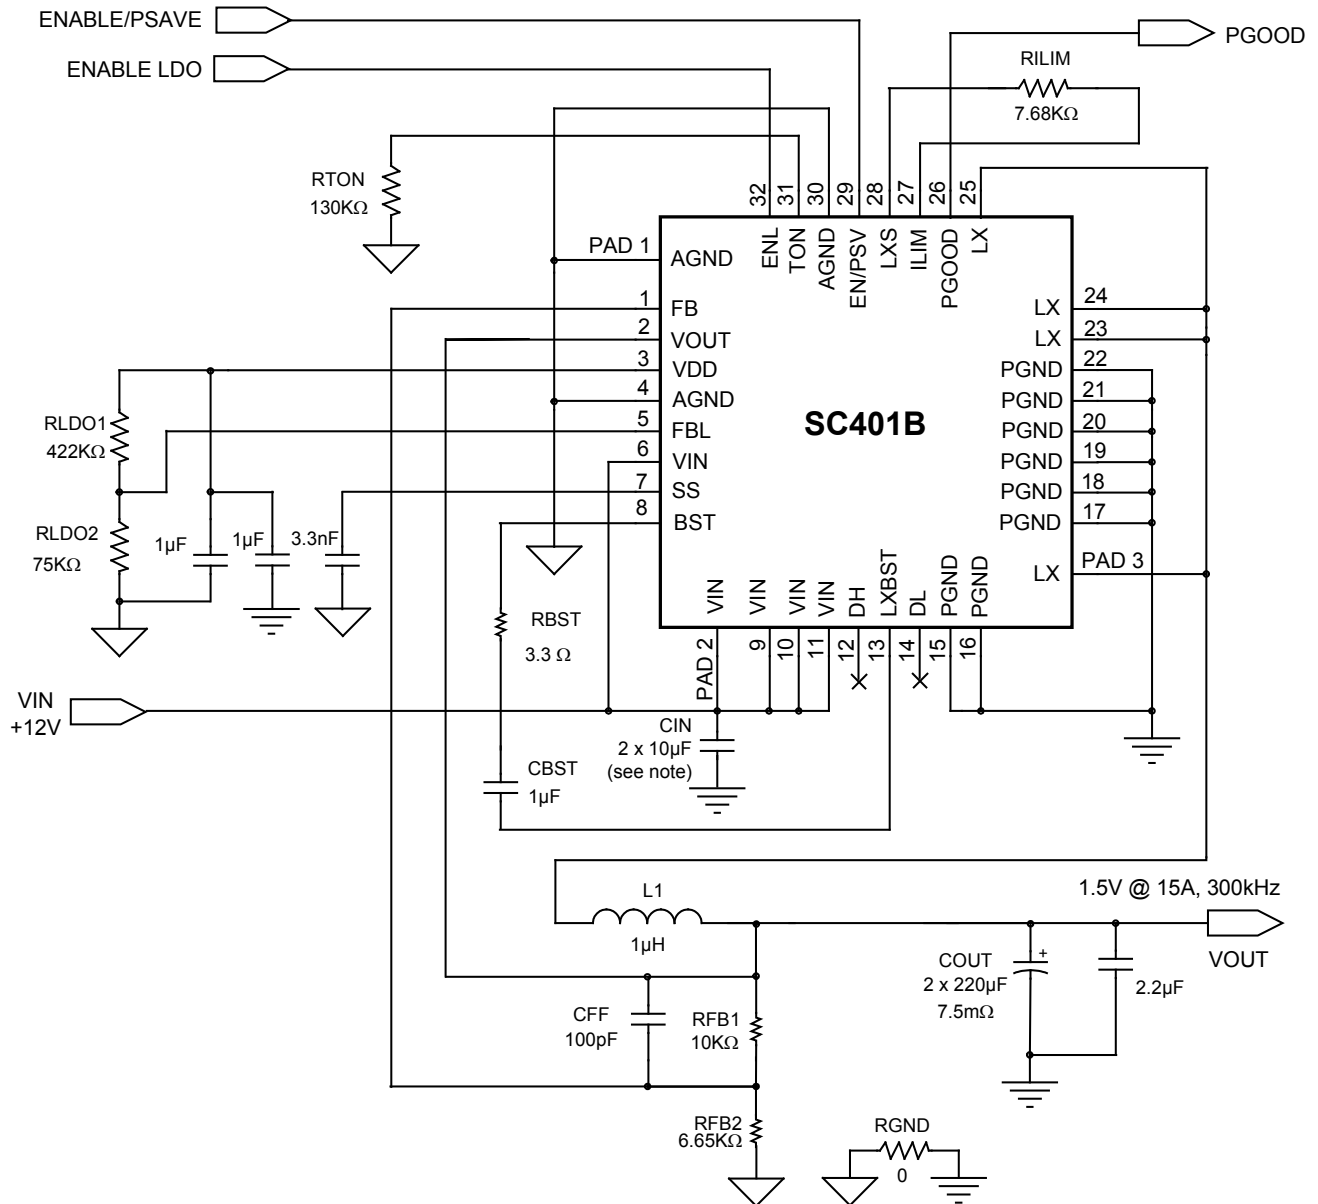 ENABLE/PSAVE
ENABLE LDO
PGOOD
RILIM
7.68KΩ
RTON
130KΩ
32
31
30
29
28
27
26
25
ENL
TON
AGND
EN/PSV
LXS
ILIM
PGOOD
LX
PAD 1
AGND
1
FB
2
VOUT
3
VDD
4
AGND
5
FBL
6
VIN
7
SS
8
BST
SC401B
LX
24
LX
23
PGND
22
PGND
21
PGND
20
PGND
19
PGND
18
PGND
17
LX
PAD 3
RLDO1
422KΩ
RLDO2
75KΩ
1µF
1µF
3.3nF
VIN
VIN
VIN
VIN
DH
LXBST
DL
PGND
PGND
PAD 2
9
10
11
12
13
14
15
16
RBST
3.3 Ω
VIN
+12V
CIN
2 x 10µF
(see note)
CBST
1µF
L1
1µH
1.5V @ 15A, 300kHz
VOUT
COUT
+
2 x 220µF
7.5mΩ
2.2µF
CFF
100pF
RFB1
10KΩ
RFB2
6.65KΩ
RGND
0